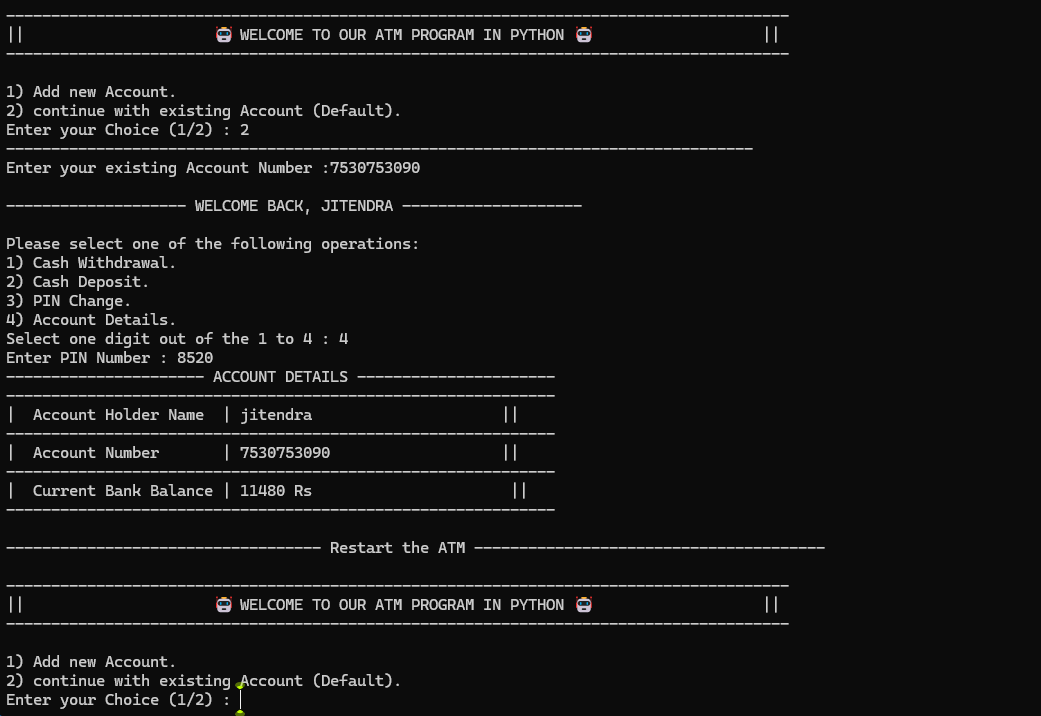 ---------------------------------------------------------------------------------------
||                     🤖 WELCOME TO OUR ATM PROGRAM IN PYTHON 🤖                   ||
---------------------------------------------------------------------------------------
1) Add new Account.
2) continue with existing Account (Default).
Enter your Choice (1/2) : 2
-----------------------------------------------------------------------------------
Enter your existing Account Number :7530753090
-------------------- WELCOME BACK, JITENDRA --------------------
Please select one of the following operations:
1) Cash Withdrawal.
2) Cash Deposit.
3) PIN Change.
4) Account Details.
Select one digit out of the 1 to 4 : 4
Enter PIN Number : 8520
---------------------- ACCOUNT DETAILS ----------------------
-------------------------------------------------------------
|  Account Holder Name  | jitendra                     ||
-------------------------------------------------------------
|  Account Number       | 7530753090                   ||
-------------------------------------------------------------
|  Current Bank Balance | 11480 Rs                      ||
-------------------------------------------------------------
----------------------------------- Restart the ATM ---------------------------------------
---------------------------------------------------------------------------------------
||                     🤖 WELCOME TO OUR ATM PROGRAM IN PYTHON 🤖                   ||
---------------------------------------------------------------------------------------
1) Add new Account.
2) continue with existing Account (Default).
Enter your Choice (1/2) :